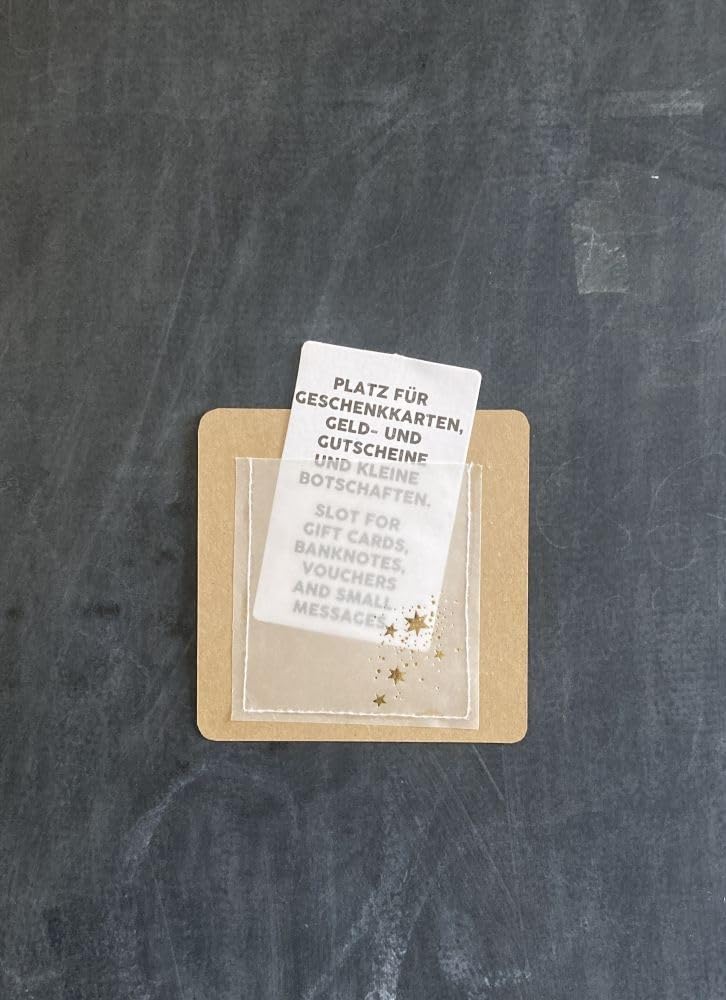 PLATZ FÜR
GESCHENKKARTEN,
GELD- UND
GUTSCHEINE
UND KLEINE
BOTSCHAFTEN.
SLOT FOR
GIFT CARDS,
BANKNOTES,
VOUCHERS
AND SMALL
MESSAGES.